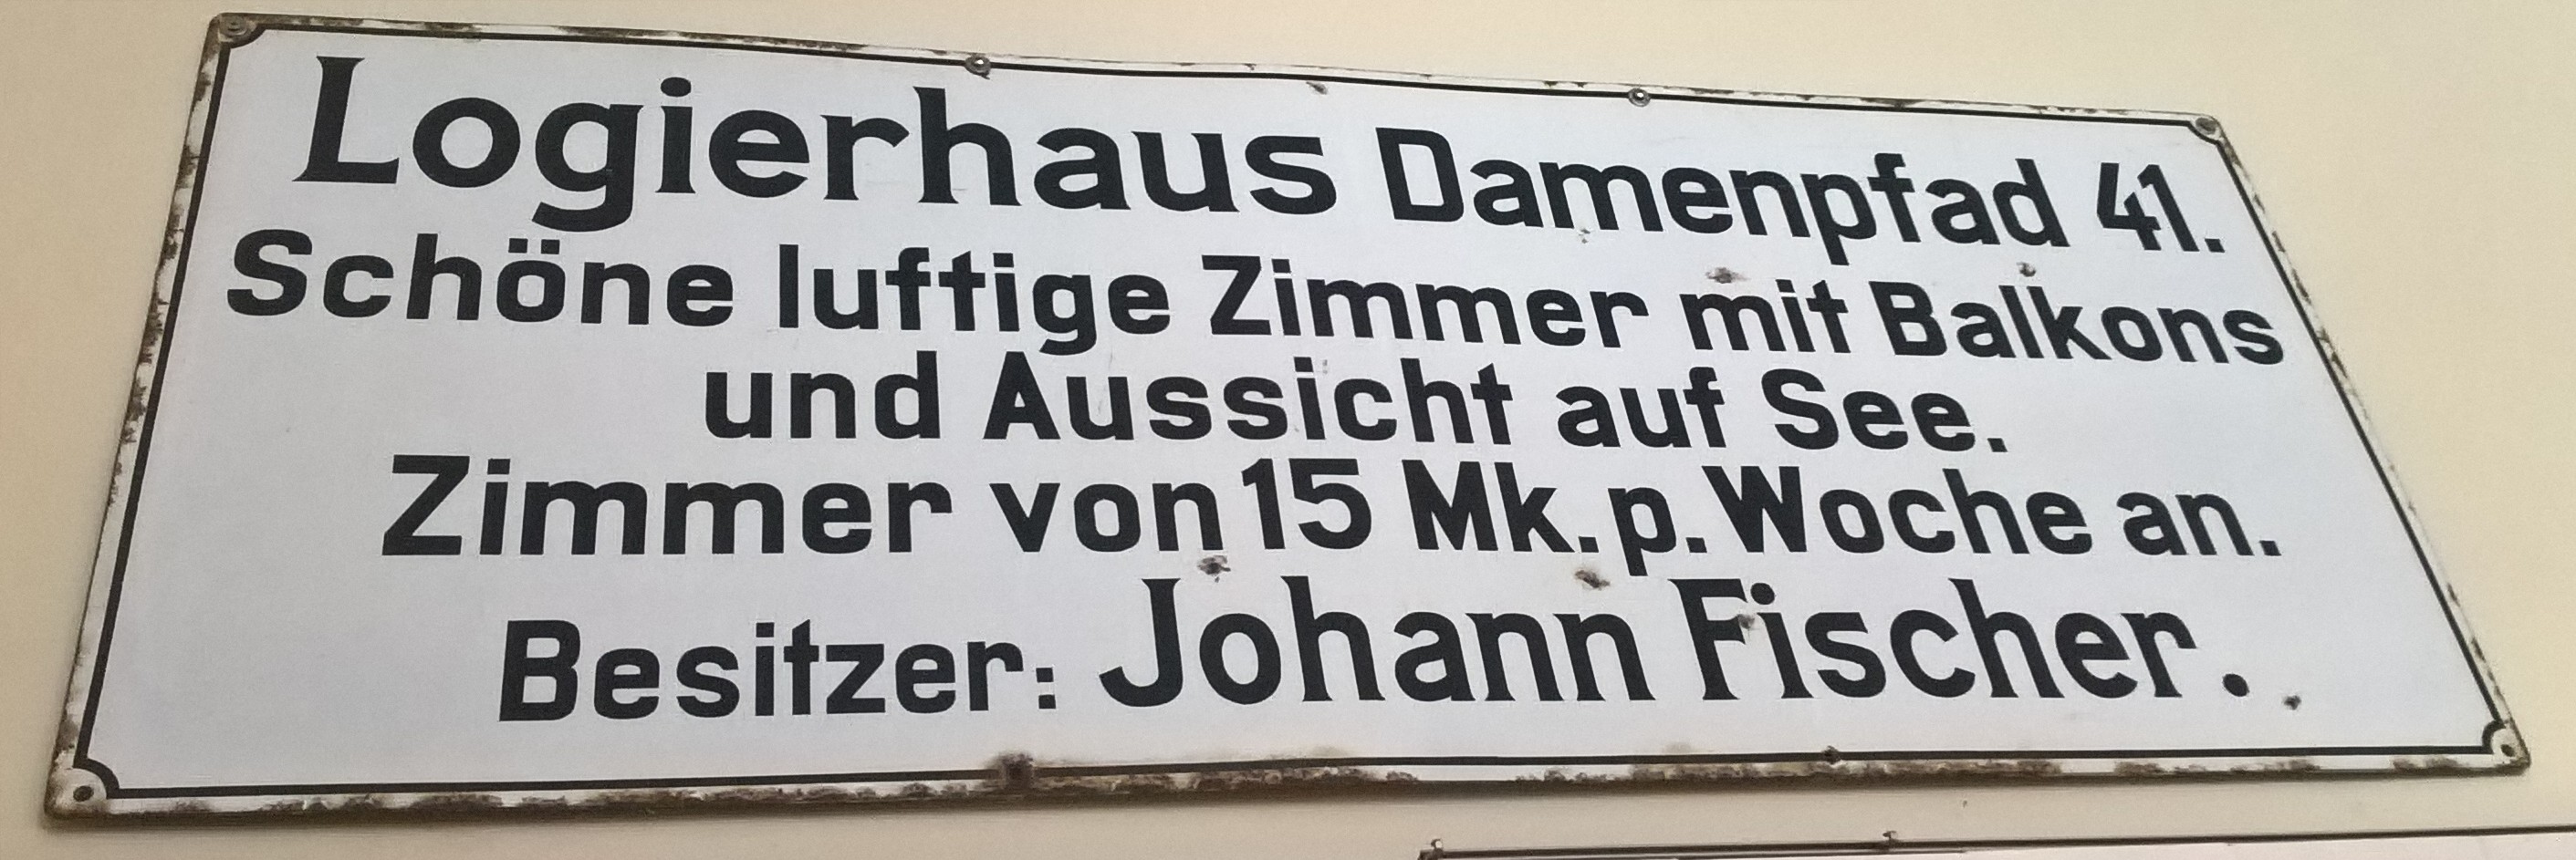 Logierhaus Damenpfad 41.
Schöne luftige Zimmer mit Balkons
und Aussicht auf See.
Zimmer von 15 Mk. p. Woche an.
Besitzer: Johann Fischer.